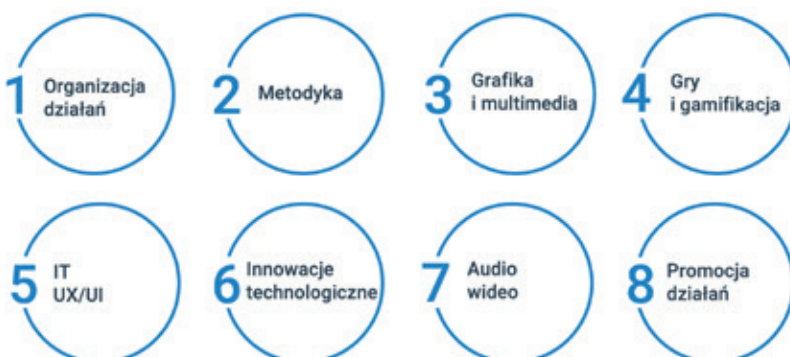 1 Organizacja
działań
2 Metodyka
3 Grafika
i multimedia
4 Gry
i gamifikacja
5 IT
UX/UI
6 Innowacje
technologiczne
7 Audio
wideo
8 Promocja
działań